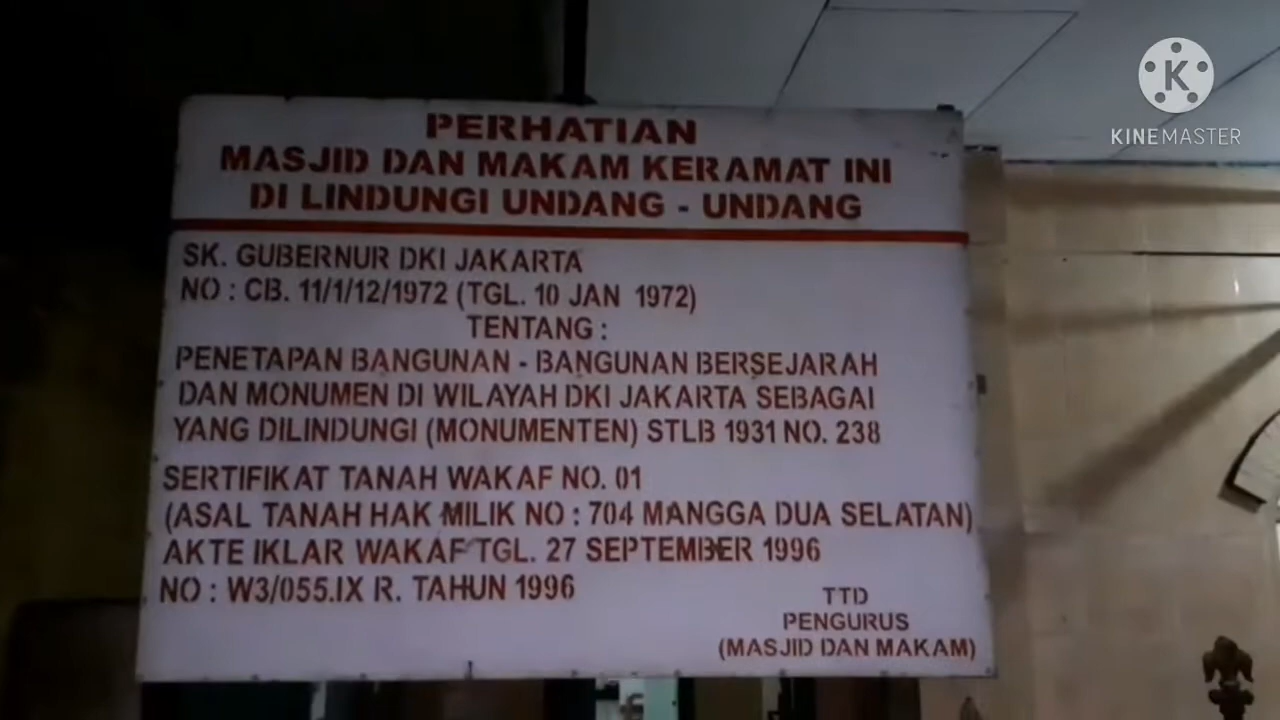 PERHATIAN
MASJID DAN MAKAM KERAMAT INI
DI LINDUNGI UNDANG - UNDANG
SK. GUBERNUR DKI JAKARTA
NO : CB. 11/1/12/1972 (TGL. 10 JAN 1972)
TENTANG :
PENETAPAN BANGUNAN - BANGUNAN BERSEJARAH
DAN MONUMEN DI WILAYAH DKI JAKARTA SEBAGAI
YANG DILINDUNGI (MONUMENTEN) STLB 1931 NO. 238
SERTIFIKAT TANAH WAKAF NO. 01
(ASAL TANAH HAK MILIK NO : 704 MANGGA DUA SELATAN)
AKTE IKLAR WAKAF TGL. 27 SEPTEMBER 1996
NO : W3/055.IX R. TAHUN 1996
TTD
PENGURUS
(MASJID DAN MAKAM)
K
KINEMASTER